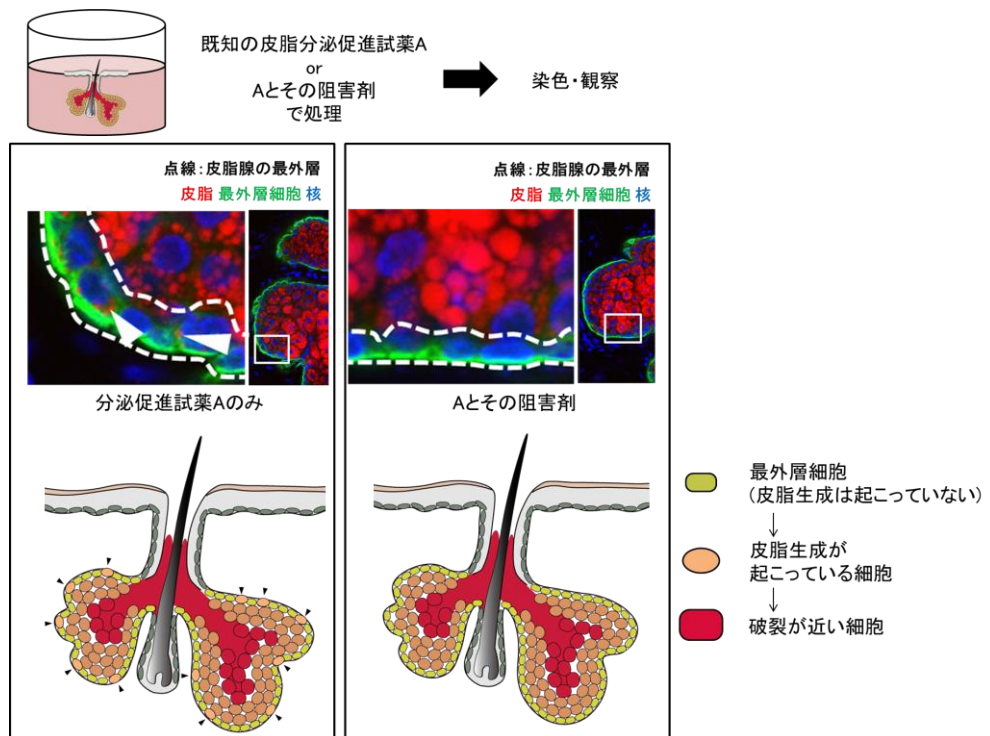 既知の皮脂分泌促進試薬A
or
Aとその阻害剤
で処理
染色・観察
点線:皮脂腺の最外層
皮脂 最外層細胞 核
分泌促進試薬Aのみ
点線:皮脂腺の最外層
皮脂 最外層細胞 核
Aとその阻害剤
最外層細胞
(皮脂生成は起こっていない)
皮脂生成が
起こっている細胞
破裂が近い細胞